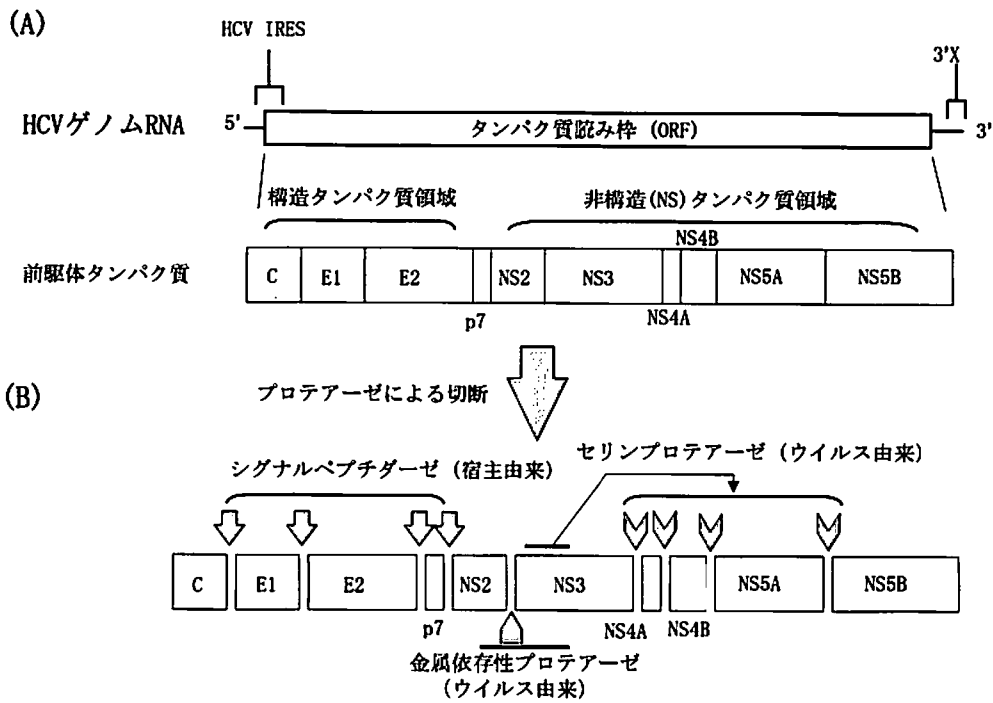 (A)
HCV IRES
3'X
HCVゲノムRNA
5'
タンパク質読み枠 (ORF)
3'
構造タンパク質領域
非構造(NS)タンパク質領域
NS4B
前駆体タンパク質
C
E1
E2
NS2
NS3
NS5A
NS5B
p7
NS4A
(B)
プロテアーゼによる切断
セリンプロテアーゼ (ウイルス由来)
シグナルペプチダーゼ (宿主由来)
C
E1
E2
NS2
NS3
NS5A
NS5B
p7
NS4A
NS4B
金属依存性プロテアーゼ
(ウイルス由来)